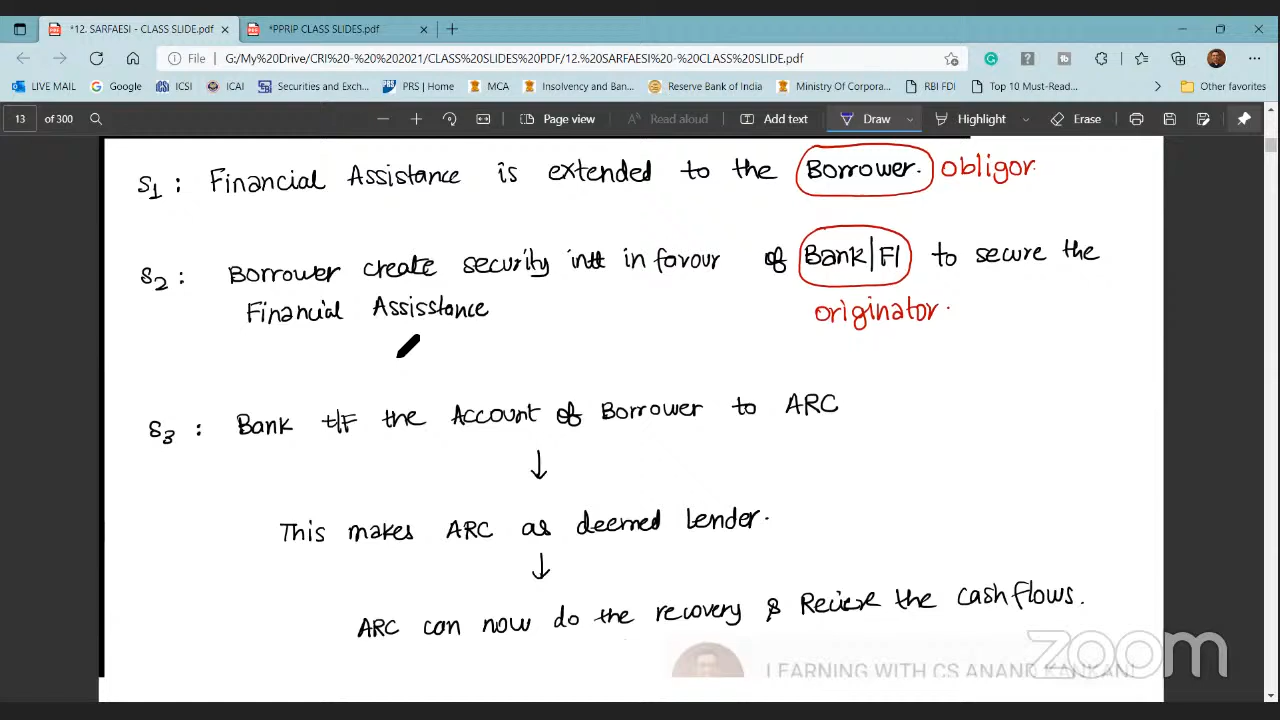 *12. SARFAESI - CLASS SLIDE.pdf
*PPRIP CLASS SLIDES.pdf
File
G:/My%20Drive/CRI%20-%20%202021/CLASS%20SLIDES%20PDF/12.%20SARFAESI%20-%20CLASS%20SLIDE.pdf
LIVE MAIL Google ICSI ICAI Securities and Exch... PRS | Home MCA Insolvency and Ban... Reserve Bank of India Ministry Of Corpora... RBI FDI Top 10 Must-Read... Other favorites
13 of 300 Page view Read aloud Add text Draw Highlight Erase
S1 : Financial Assistance is extended to the Borrower. obligor.
S2 : Borrower create security intt in favour of Bank|FI to secure the
Financial Assisstance
originator.
S3 : Bank t/F the Account of Borrower to ARC
↓
This makes ARC as deemed lender.
↓
ARC can now do the recovery & the cashflows.
zoom
LEARNING WITH CS ANAND KANKANI